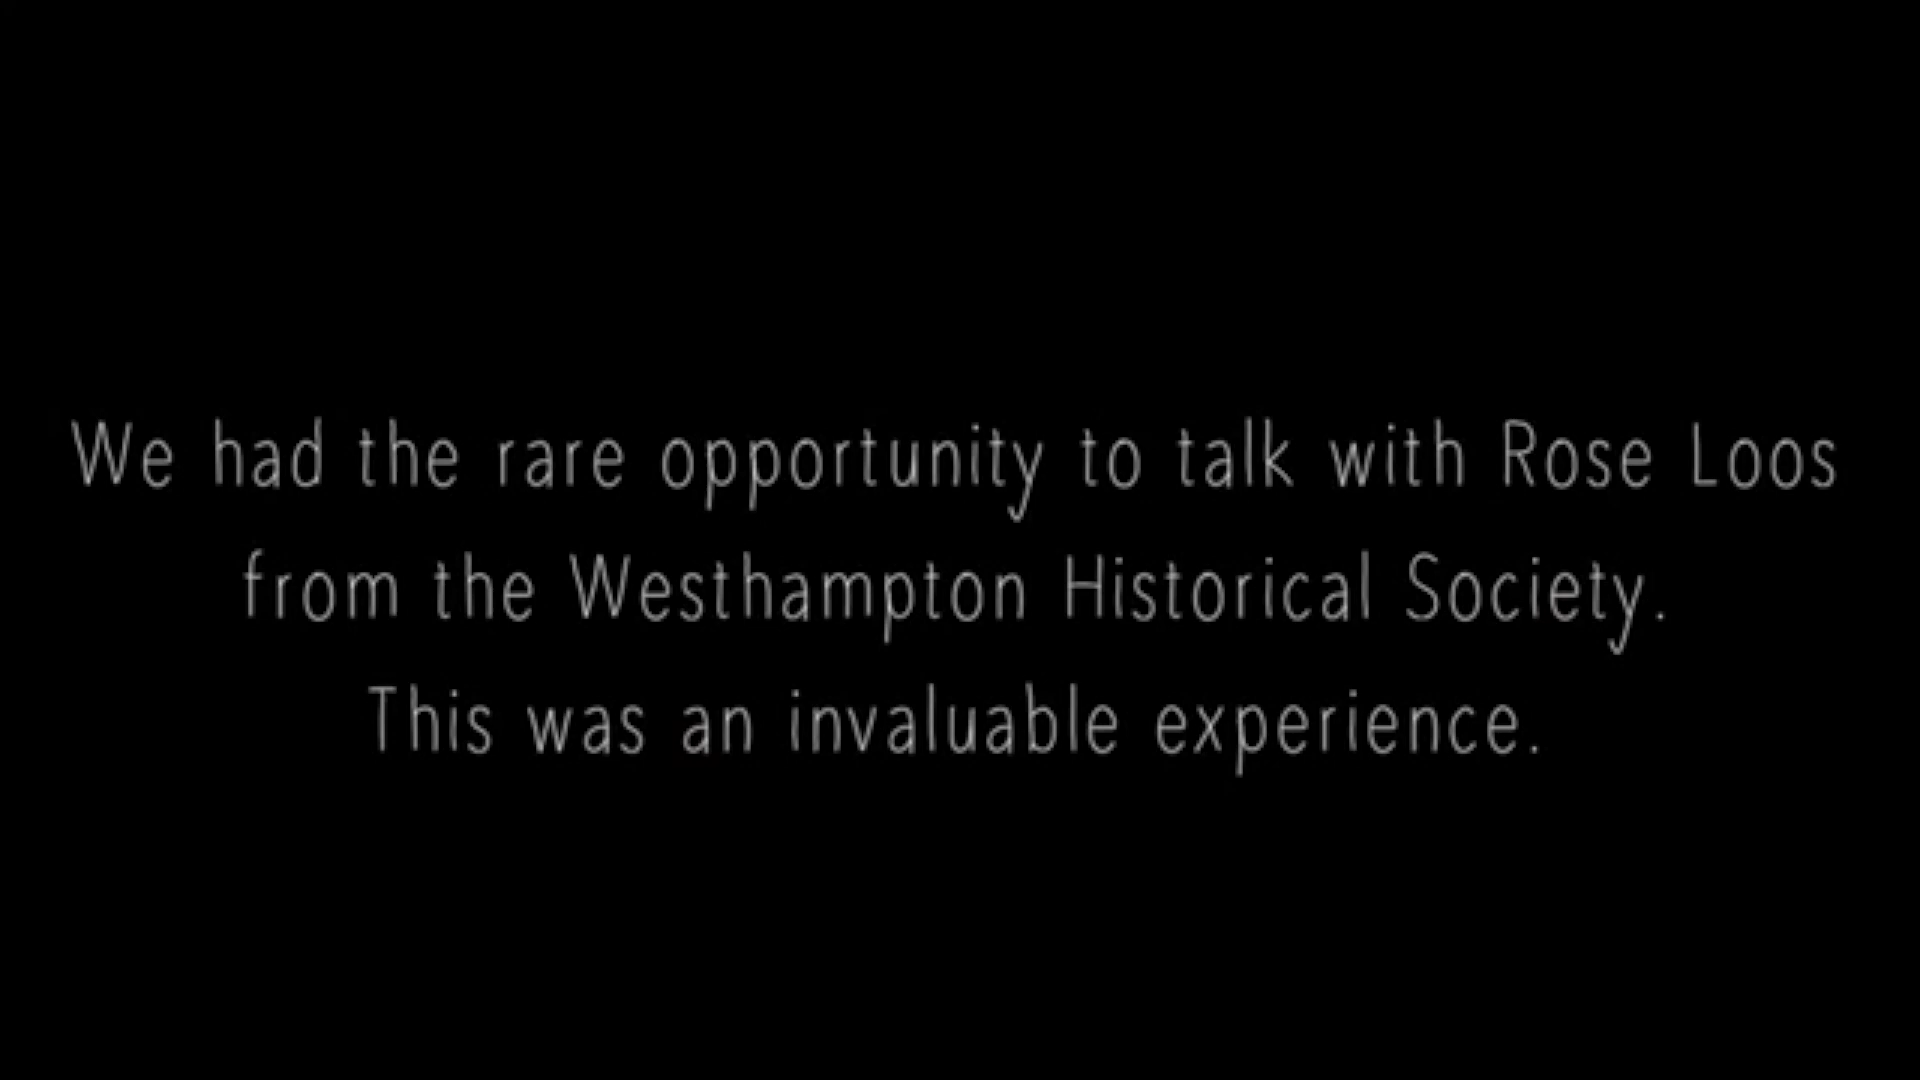 We had the rare opportunity to talk with Rose Loos
from the Westhampton Historical Society.
This was an invaluable experience.